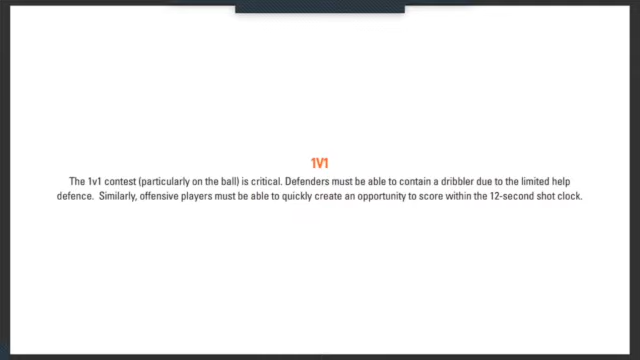 1V1
The 1v1 contest (particularly on the ball) is critical. Defenders must be able to contain a dribbler due to the limited help
defence.  Similarly, offensive players must be able to quickly create an opportunity to score within the 12-second shot clock.